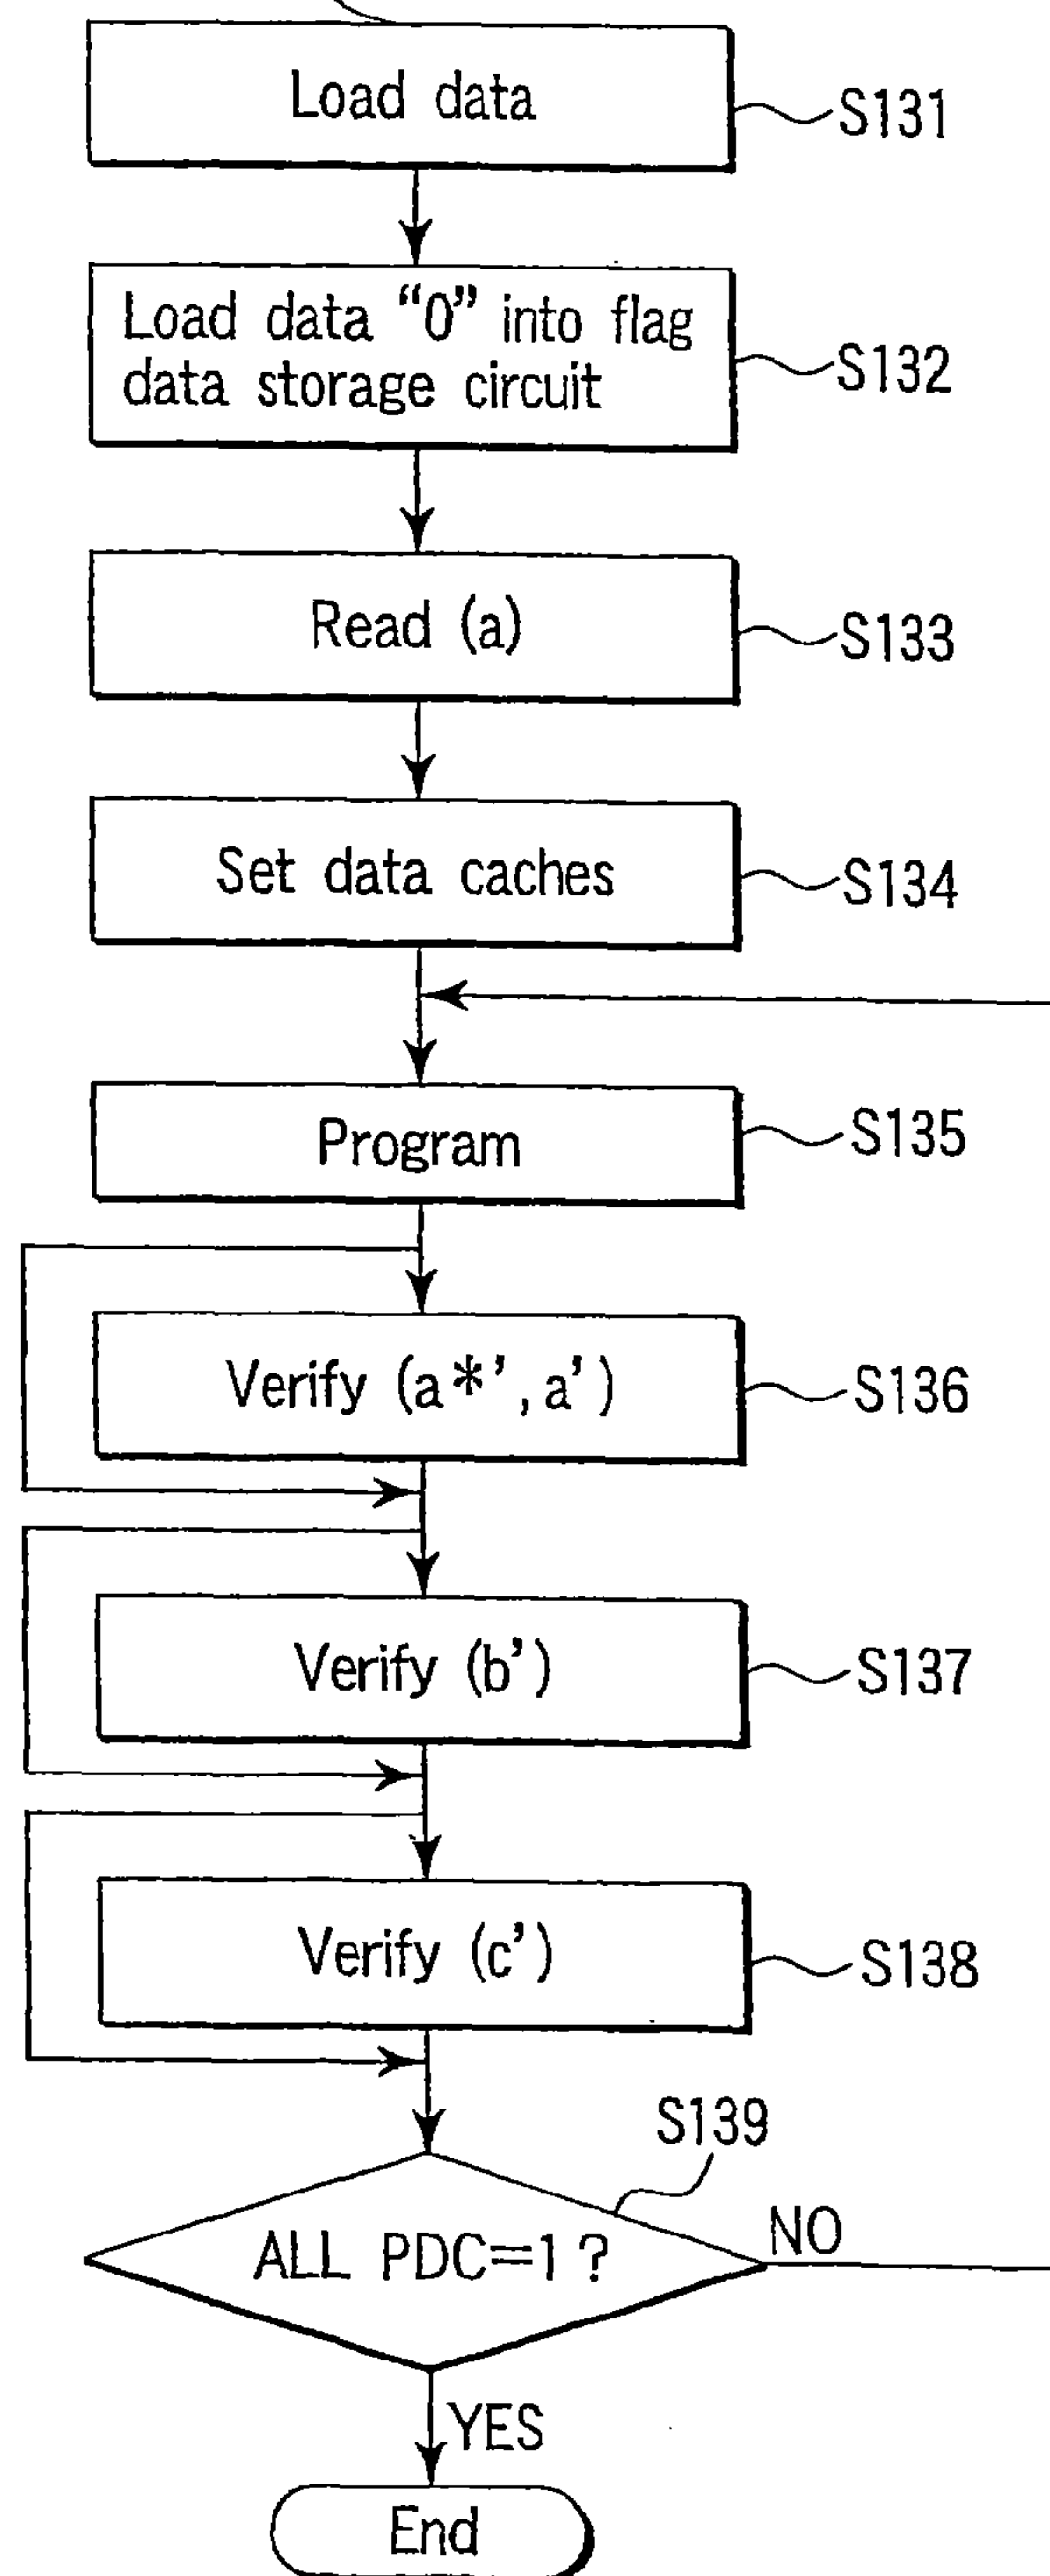 Load data
S131
Load data “0” into flag
data storage circuit
S132
Read (a)
S133
Set data caches
S134
Program
S135
Verify (a*’, a’)
S136
Verify (b’)
S137
Verify (c’)
S138
S139
ALL PDC=1 ?
NO
YES
End